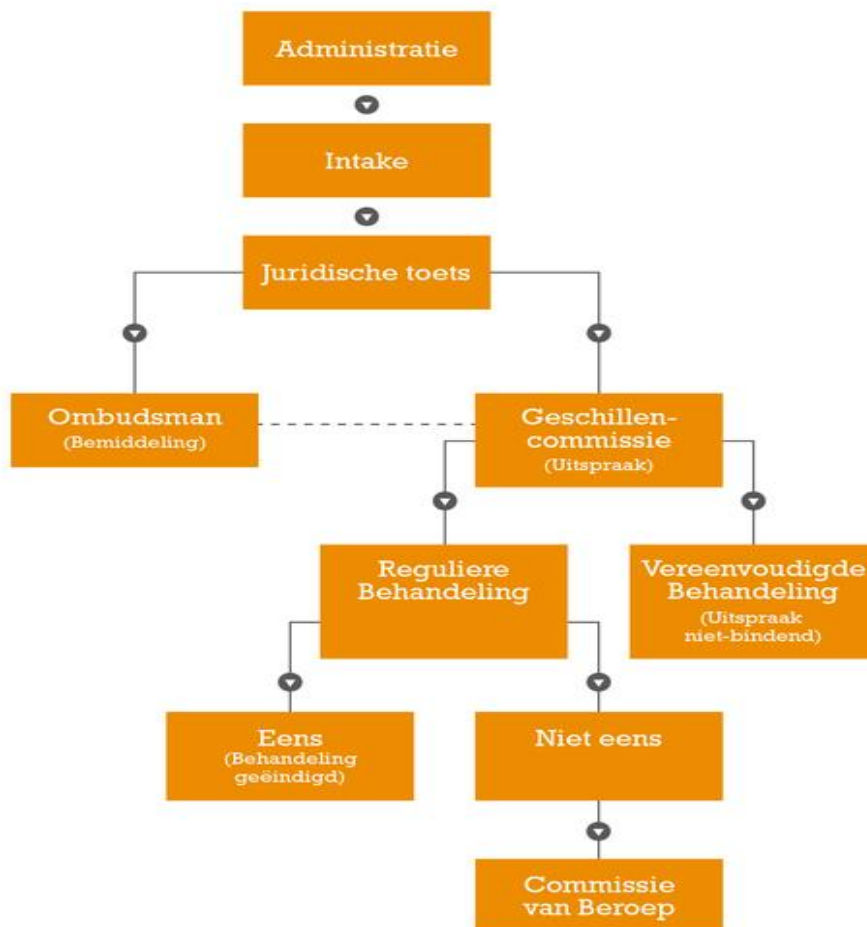 Administratie
Intake
Juridische toets
Ombudsman
(Bemiddeling)
Geschillen-
commissie
(Uitspraak)
Reguliere
Behandeling
Vereenvoudigde
Behandeling
(Uitspraak
niet-bindend)
Eens
(Behandeling
geëindigd)
Niet eens
Commissie
van Beroep